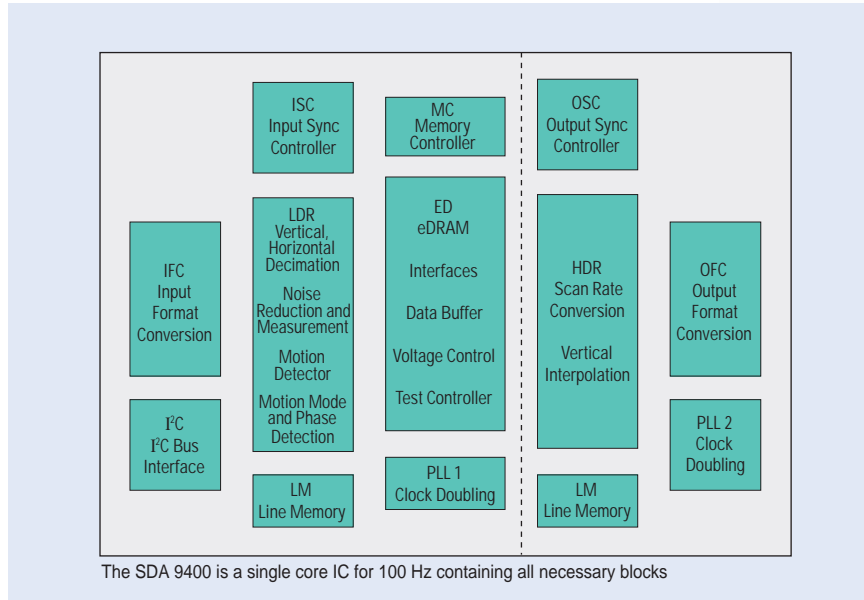 ISC
Input Sync
Controller
MC
Memory
Controller
OSC
Output Sync
Controller
IFC
Input
Format
Conversion
LDR
Vertical,
Horizontal
Decimation
Noise
Reduction and
Measurement
Motion
Detector
Motion Mode
and Phase
Detection
ED
eDRAM
Interfaces
Data Buffer
Voltage Control
Test Controller
HDR
Scan Rate
Conversion
Vertical
Interpolation
OFC
Output
Format
Conversion
I²C
I²C Bus
Interface
LM
Line Memory
PLL 1
Clock Doubling
LM
Line Memory
PLL 2
Clock
Doubling
The SDA 9400 is a single core IC for 100 Hz containing all necessary blocks